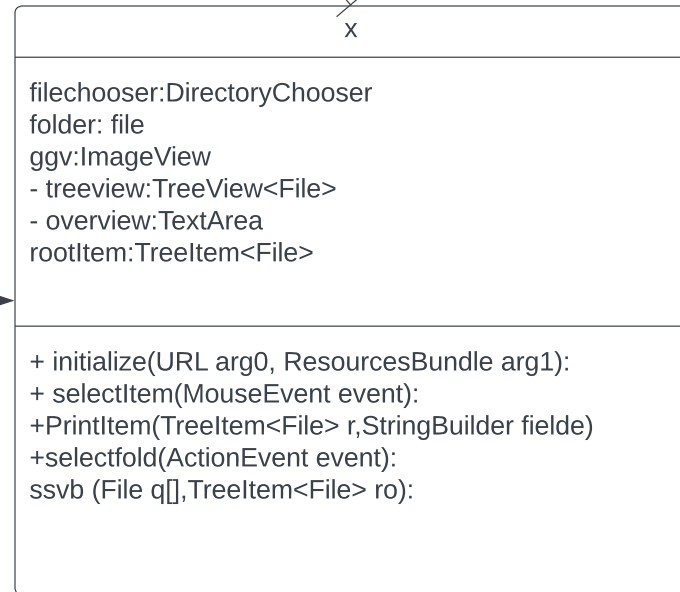 x
filechooser:DirectoryChooser
folder: file
ggv:ImageView
- treeview:TreeView<File>
- overview:TextArea
rootItem:TreeItem<File>
+ initialize(URL arg0, ResourcesBundle arg1):
+ selectItem(MouseEvent event):
+PrintItem(TreeItem<File> r,StringBuilder fielde)
+selectfold(ActionEvent event):
ssvb (File q[],TreeItem<File> ro):